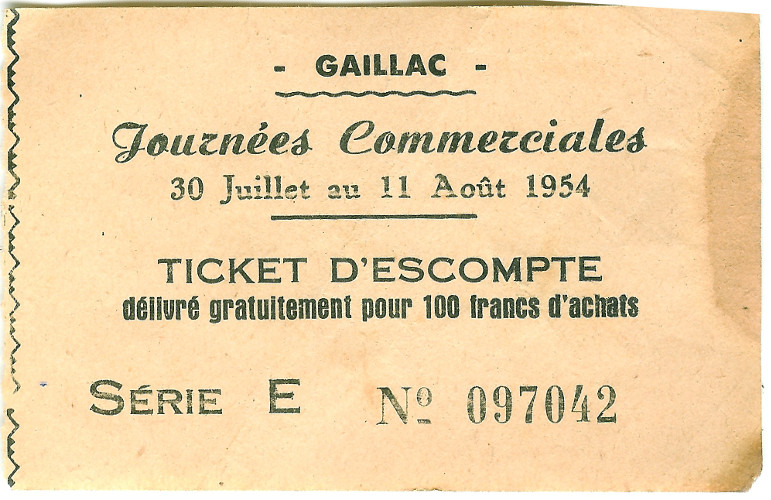 - GAILLAC -
Journées Commerciales
30 Juillet au 11 Août 1954
TICKET D'ESCOMPTE
délivré gratuitement pour 100 francs d'achats
SÉRIE E Nº 097042